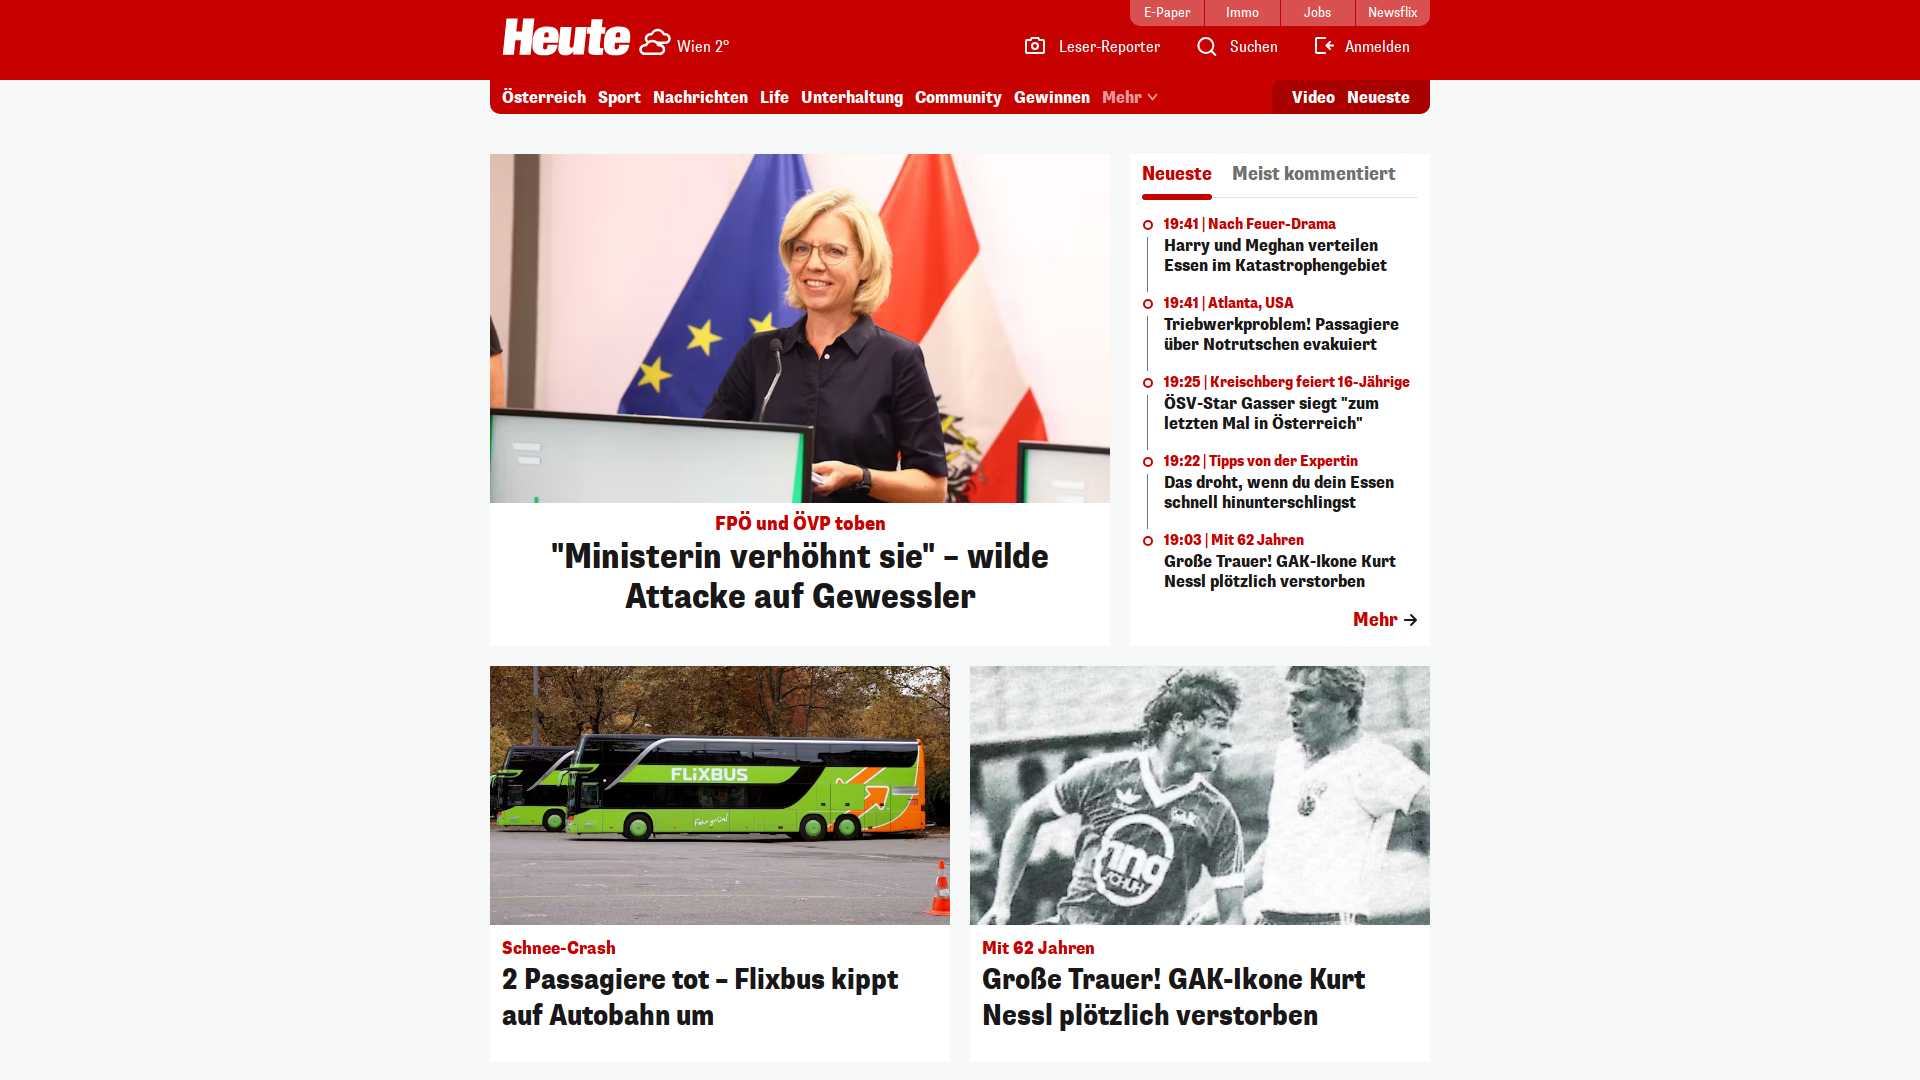 E-Paper
Immo
Jobs
Newsflix
Heute
Wien 2°
Leser-Reporter
Suchen
Anmelden
Österreich
Sport
Nachrichten
Life
Unterhaltung
Community
Gewinnen
Mehr
Video
Neueste
FPÖ und ÖVP toben
"Ministerin verhöhnt sie" – wilde
Attacke auf Gewessler
Neueste
Meist kommentiert
19:41 | Nach Feuer-Drama
Harry und Meghan verteilen
Essen im Katastrophengebiet
19:41 | Atlanta, USA
Triebwerkproblem! Passagiere
über Notrutschen evakuiert
19:25 | Kreischberg feiert 16-Jährige
ÖSV-Star Gasser siegt "zum
letzten Mal in Österreich"
19:22 | Tipps von der Expertin
Das droht, wenn du dein Essen
schnell hinunterschlingst
19:03 | Mit 62 Jahren
Große Trauer! GAK-Ikone Kurt
Nessl plötzlich verstorben
Mehr
FLiXBUS
Fahr grün!
Schnee-Crash
2 Passagiere tot – Flixbus kippt
auf Autobahn um
GAK
ring
SCHUH
Mit 62 Jahren
Große Trauer! GAK-Ikone Kurt
Nessl plötzlich verstorben